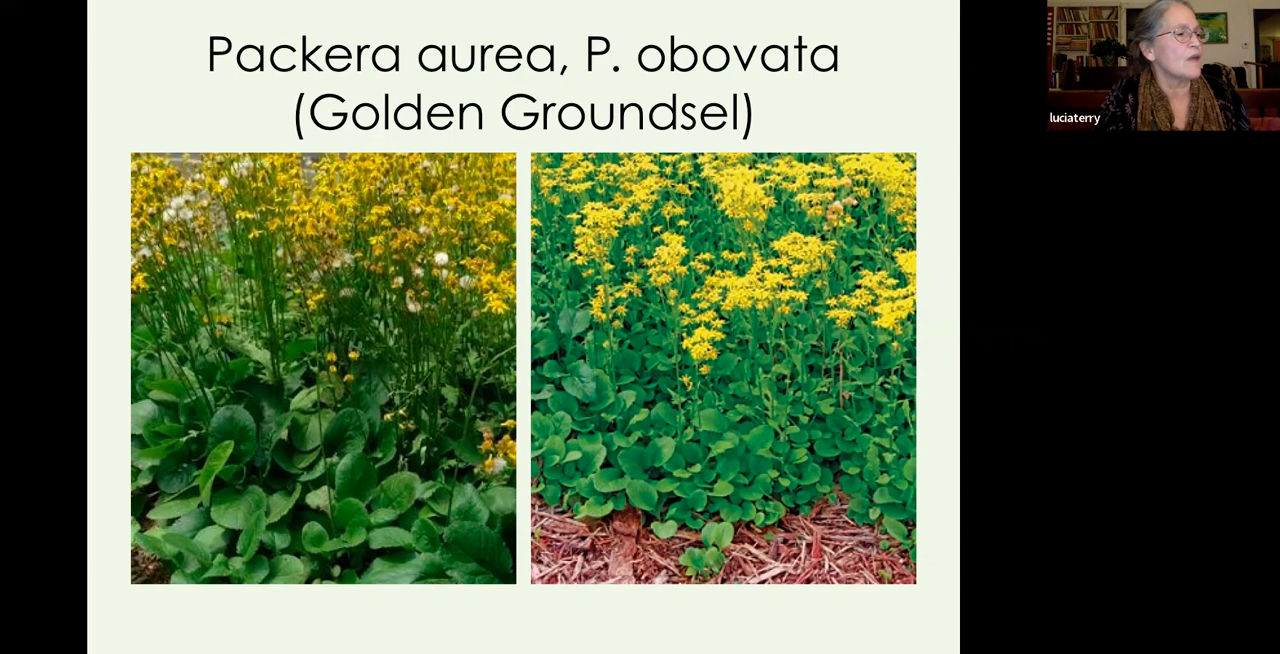 Packera aurea, P. obovata
(Golden Groundsel)
luciaterry